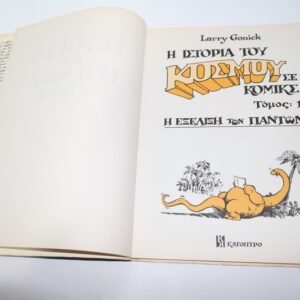 Larry Gonick
Η ΙΣΤΟΡΙΑ ΤΟΥ
ΚΟΣΜΟΥ ΣΕ
ΚΟΜΙΚΣ
Τόμος: 1
Η ΕΞΕΛΙΞΗ των ΠΑΝΤΩΝ
ΚΑΤΟΠΤΡΟ